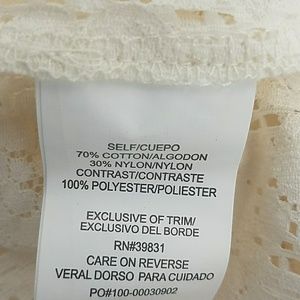 SELF/CUEPO
70% COTTON/ALGODON
30% NYLON/NYLON
CONTRAST/CONTRASTE
100% POLYESTER/POLIESTER
EXCLUSIVE OF TRIM/
EXCLUSIVO DEL BORDE
RN#39831
CARE ON REVERSE
VERAL DORSO PARA CUIDADO
PO#100-00030902